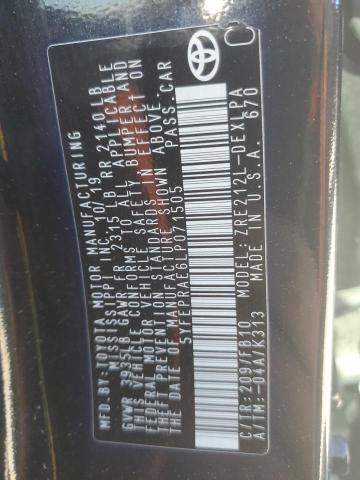 MFD.BY:TOYOTA MOTOR MANUFACTURING
MISSISSIPPI INC. 10/19
GVWR 3935LB GAWR FR 2315LB RR 2140LB
THIS VEHICLE CONFORMS TO ALL APPLICABLE
FEDERAL MOTOR VEHICLE SAFETY, BUMPER, AND
THEFT PREVENTION STANDARDS IN EFFECT ON
THE DATE OF MANUFACTURE SHOWN ABOVE.
5YFEPRAE6LP071505 PASS.CAR
C/TR:209/FB10 ZRE212L-DEXLPA
A/TM:-04A/K313 MADE IN U.S.A. 670
TOYOTA
C